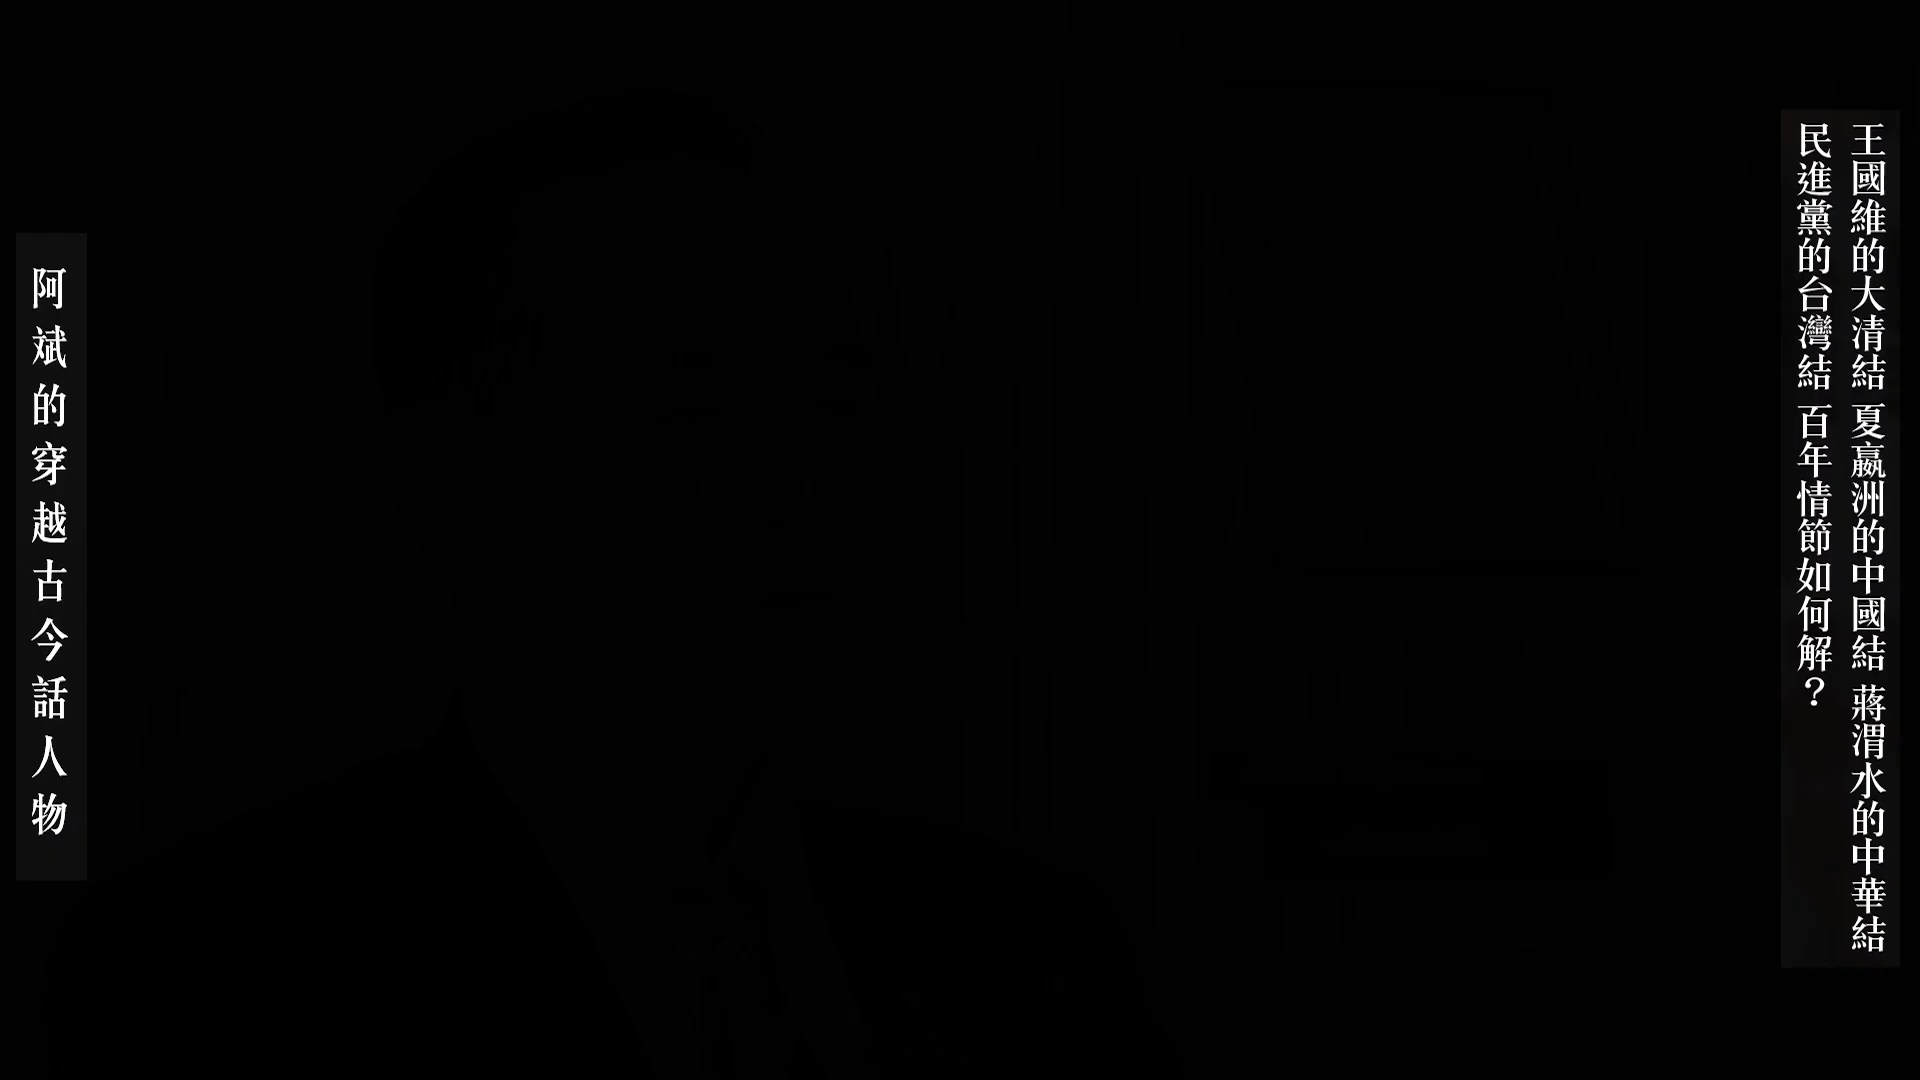 王國維的大清結 夏嬴洲的中國結 蔣渭水的中華結
民進黨的台灣結 百年情節如何解？
阿斌的穿越古今話人物